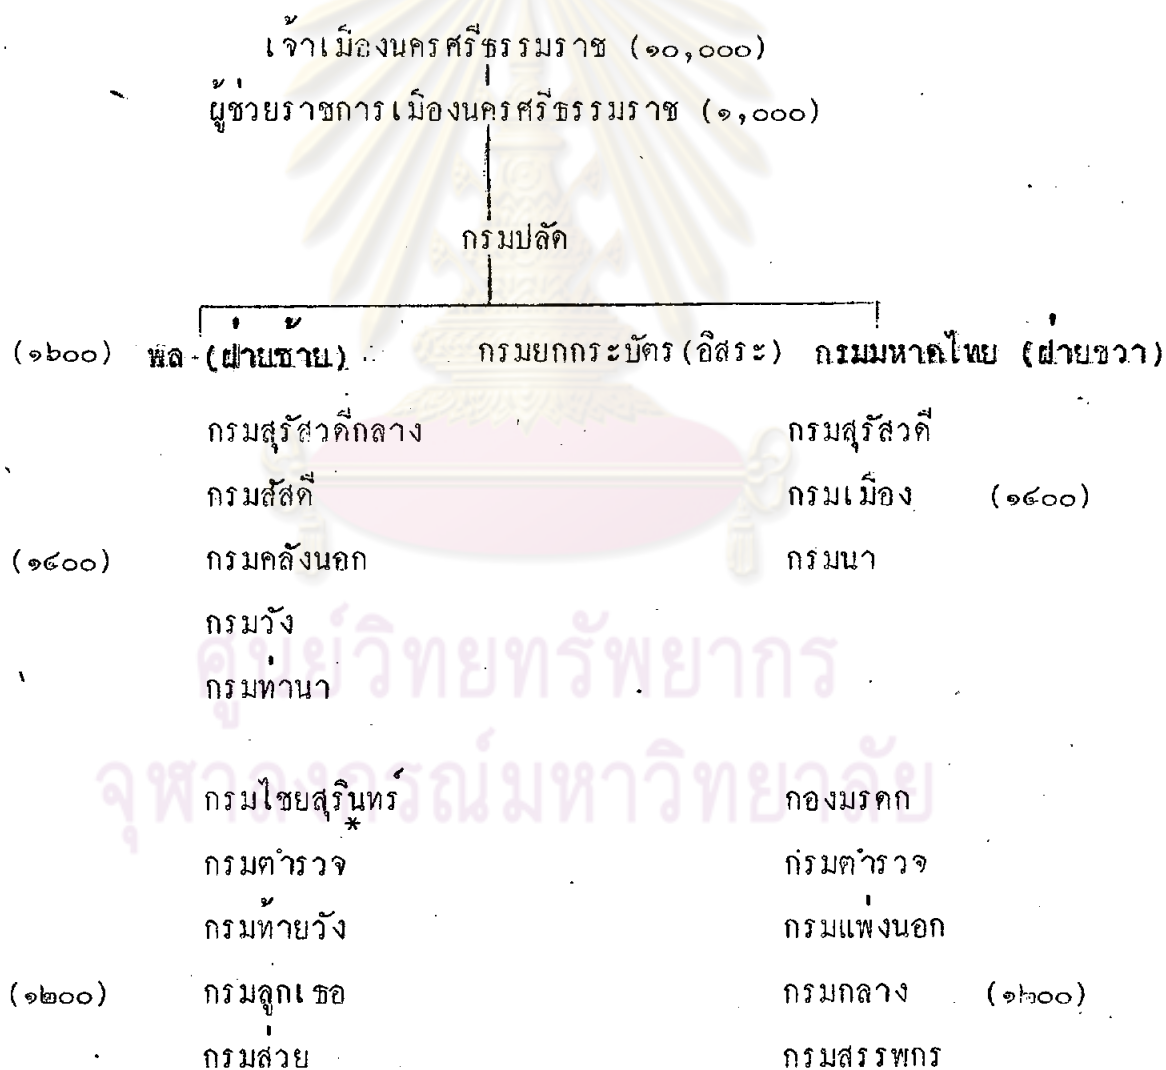 เจ้าเมืองนครศรีธรรมราช (๑๐,๐๐๐)
ผู้ช่วยราชการเมืองนครศรีธรรมราช (๑,๐๐๐)
กรมปลัด
(๑๖๐๐) พล (ฝ่ายซ้าย) กรมยกกระบัตร (อิสระ) กรมมหาดไทย (ฝ่ายขวา)
กรมสุรัสวดีกลาง กรมสุรัสวดี
กรมสัสดี กรมเมือง (๑๔๐๐)
(๑๔๐๐) กรมคลังนอก กรมนา
กรมวัง
กรมท่านา
ศูนย์วิทยทรัพยากร
จุฬาลงกรณ์มหาวิทยาลัย
กรมไชยสุรินทร์ กองมรดก
*
กรมตำรวจ กรมตำรวจ
กรมท้ายวัง กรมแพ่งนอก
(๑๒๐๐) กรมลูกเธอ กรมกลาง (๑๒๐๐)
กรมส่วย กรมสรรพกร